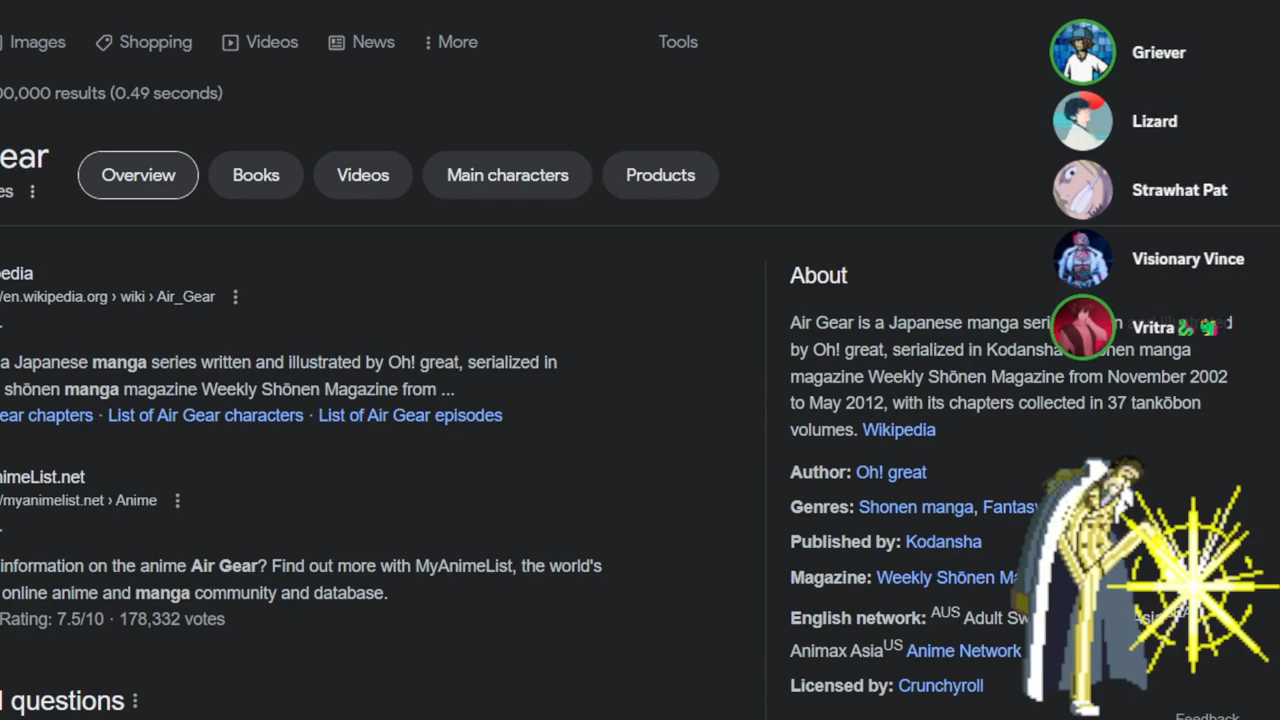 Images Shopping Videos News More Tools
00,000 results (0.49 seconds)
ear
es
Overview Books Videos Main characters Products
pedia
/en.wikipedia.org › wiki › Air_Gear
a Japanese manga series written and illustrated by Oh! great, serialized in
shōnen manga magazine Weekly Shōnen Magazine from ...
ear chapters · List of Air Gear characters · List of Air Gear episodes
nimeList.net
/myanimelist.net › Anime
information on the anime Air Gear? Find out more with MyAnimeList, the world's
online anime and manga community and database.
Rating: 7.5/10 · 178,332 votes
l questions
About
Air Gear is a Japanese manga seri n and illustrated
by Oh! great, serialized in Kodansha nen manga
magazine Weekly Shōnen Magazine from November 2002
to May 2012, with its chapters collected in 37 tankōbon
volumes. Wikipedia
Author: Oh! great
Genres: Shonen manga, Fantasy
Published by: Kodansha
Magazine: Weekly Shōnen M
English network: AUS Adult Sw Asia
Animax Asia US Anime Network
Licensed by: Crunchyroll
Feedback
Griever
Lizard
Strawhat Pat
Visionary Vince
Vritra